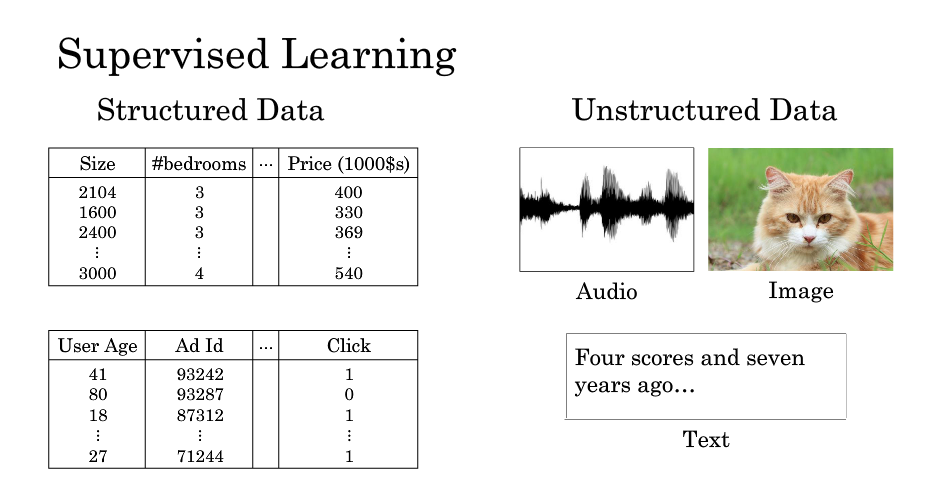 Supervised Learning
Structured Data
Size #bedrooms ... Price (1000$s)
2104 3 400
1600 3 330
2400 3 369
⋮ ⋮ ⋮
3000 4 540
User Age Ad Id ... Click
41 93242 1
80 93287 0
18 87312 1
⋮ ⋮ ⋮
27 71244 1
Unstructured Data
Audio
Image
Four scores and seven
years ago...
Text